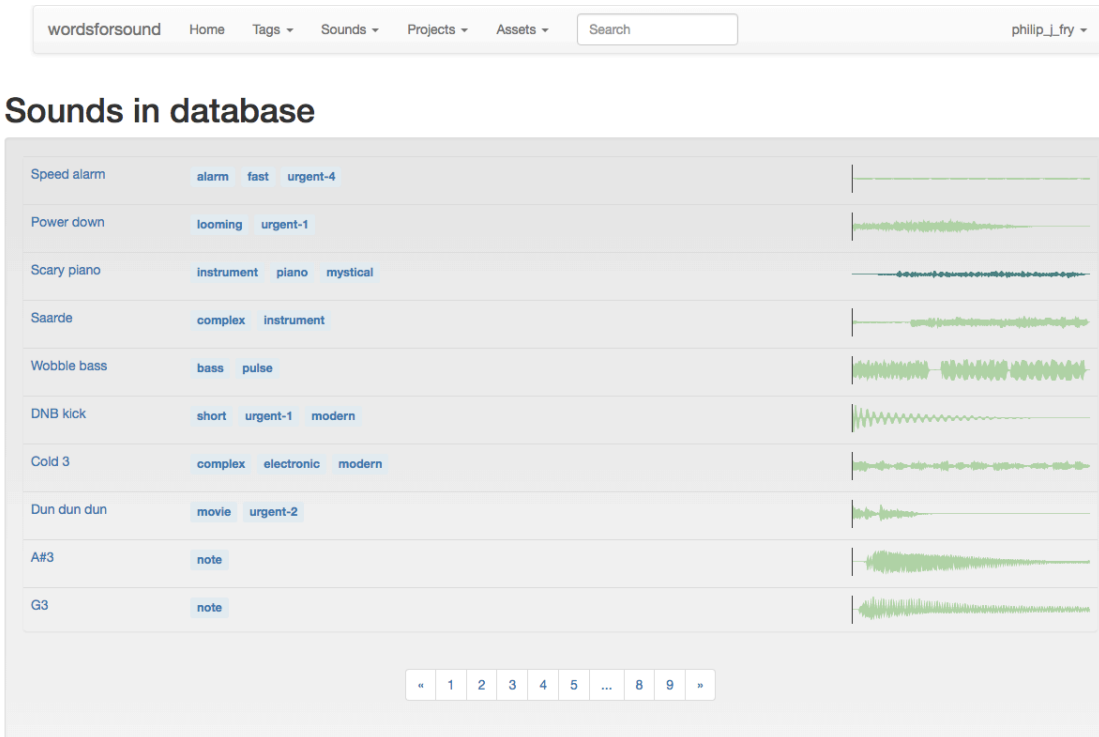 wordsforsound Home Tags Sounds Projects Assets Search philip_j_fry
Sounds in database
Speed alarm alarm fast urgent-4
Power down looming urgent-1
Scary piano instrument piano mystical
Saarde complex instrument
Wobble bass bass pulse
DNB kick short urgent-1 modern
Cold 3 complex electronic modern
Dun dun dun movie urgent-2
A#3 note
G3 note
« 1 2 3 4 5 ... 8 9 »